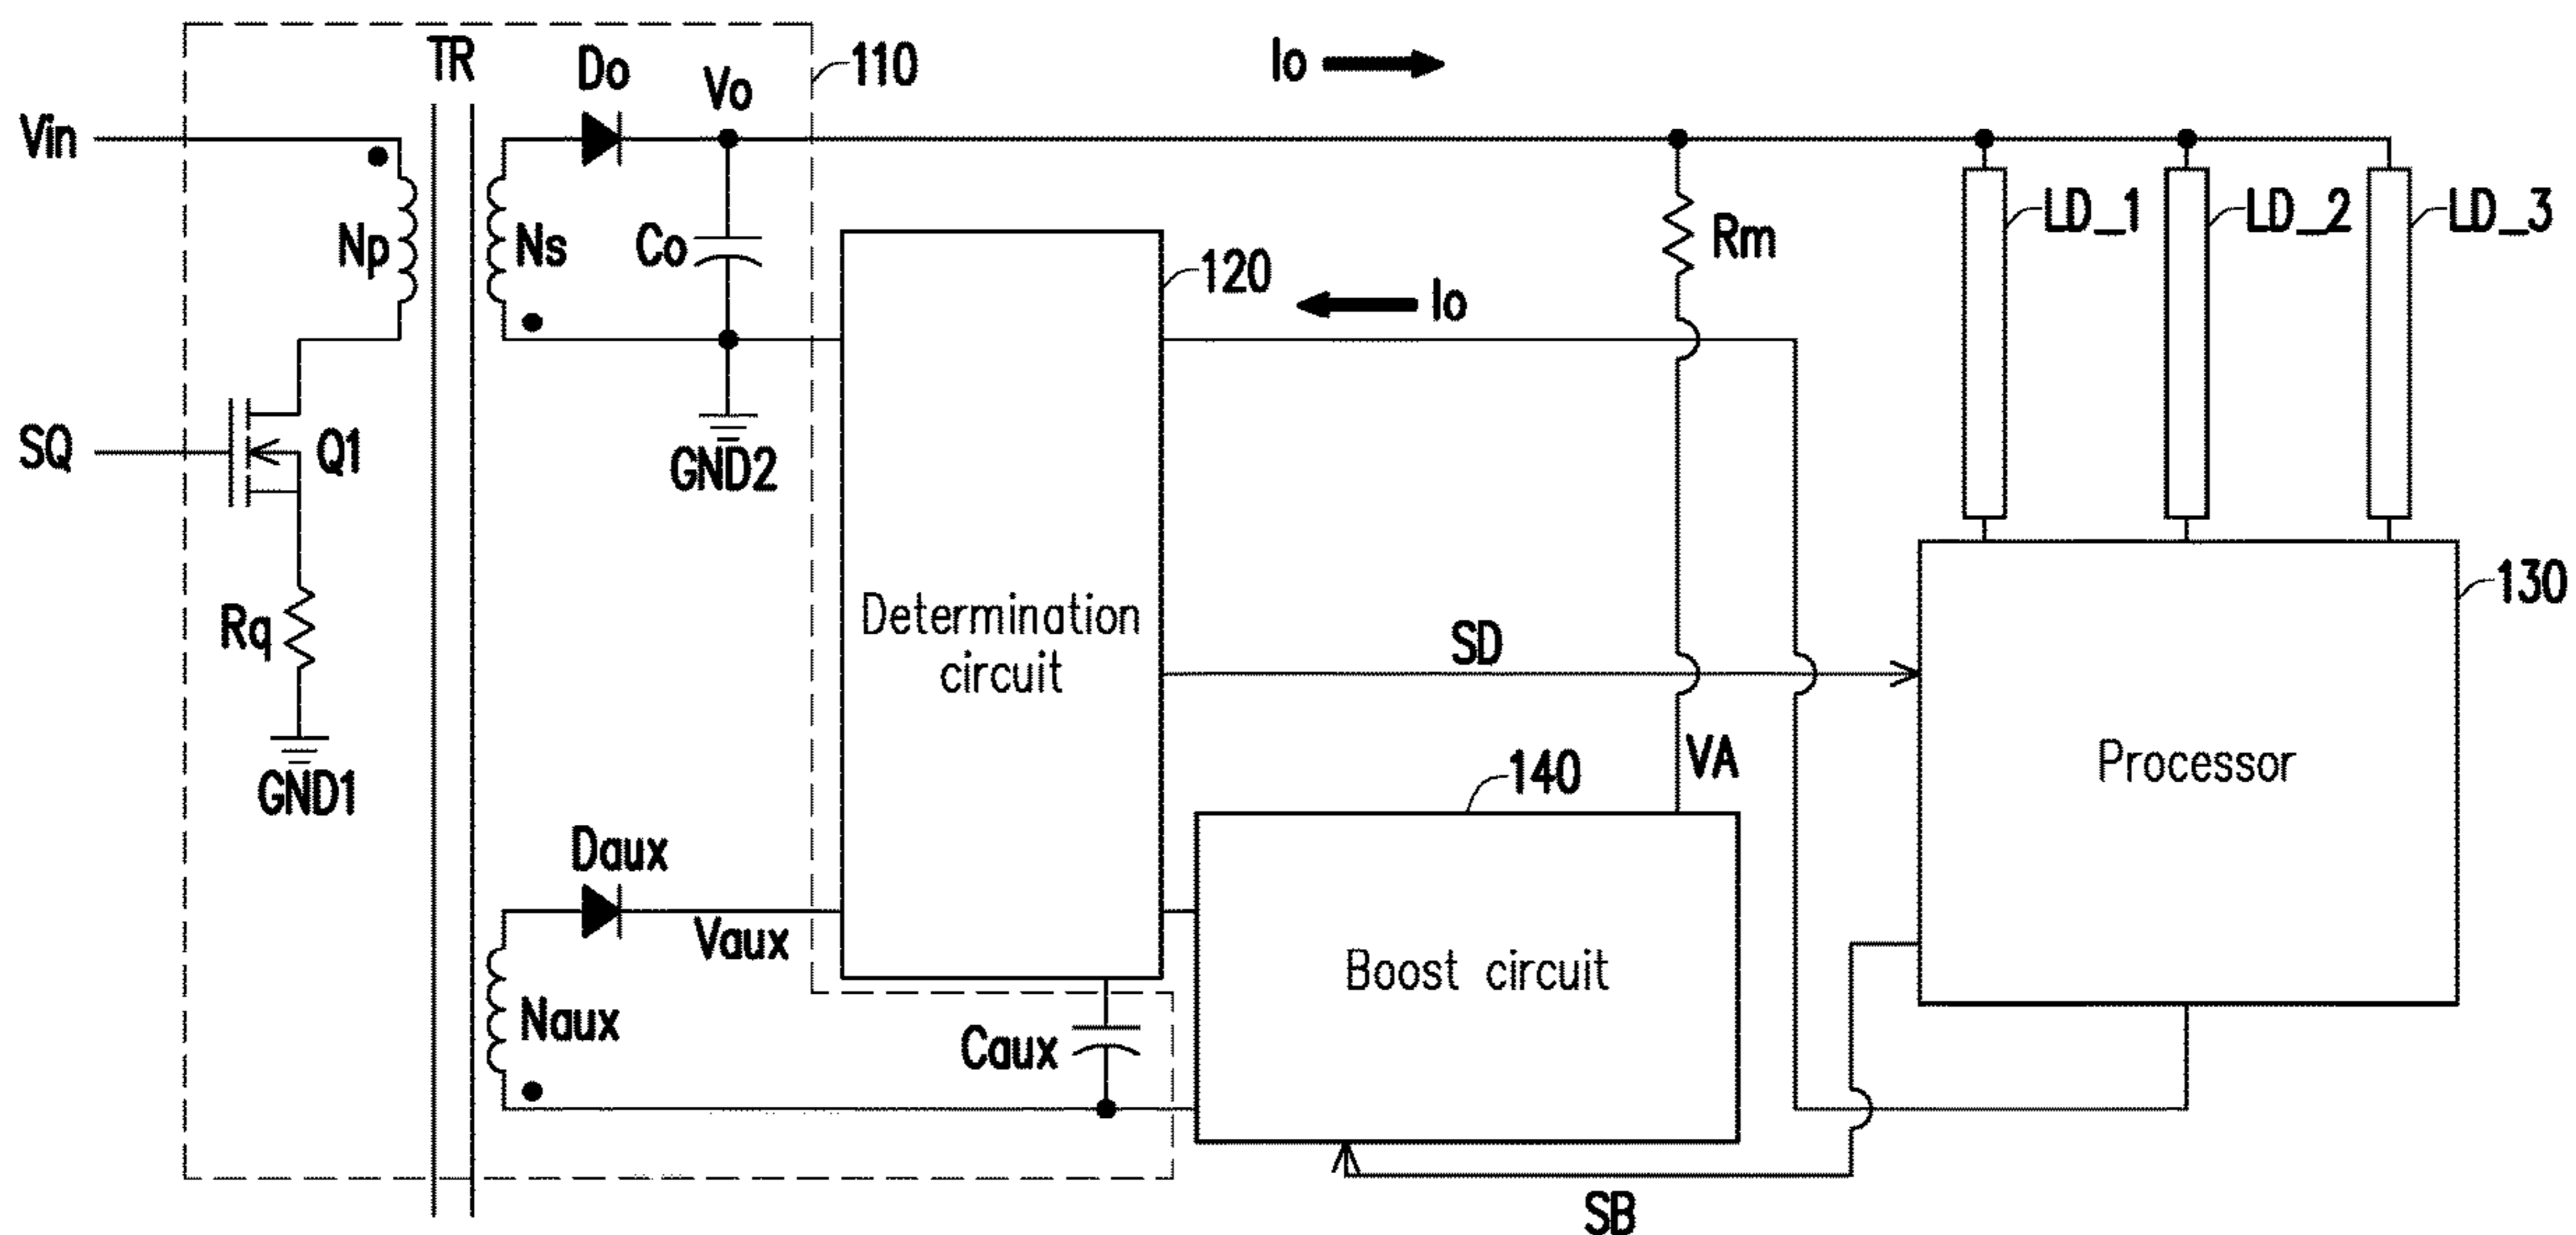 TR
Do
Vo
110
Io
Vin
Np
Ns
Co
120
Io
Rm
LD_1
LD_2
LD_3
SQ
Q1
GND2
Rq
GND1
Determination
circuit
SD
130
VA
Processor
140
Daux
Vaux
Boost circuit
Naux
Caux
SB